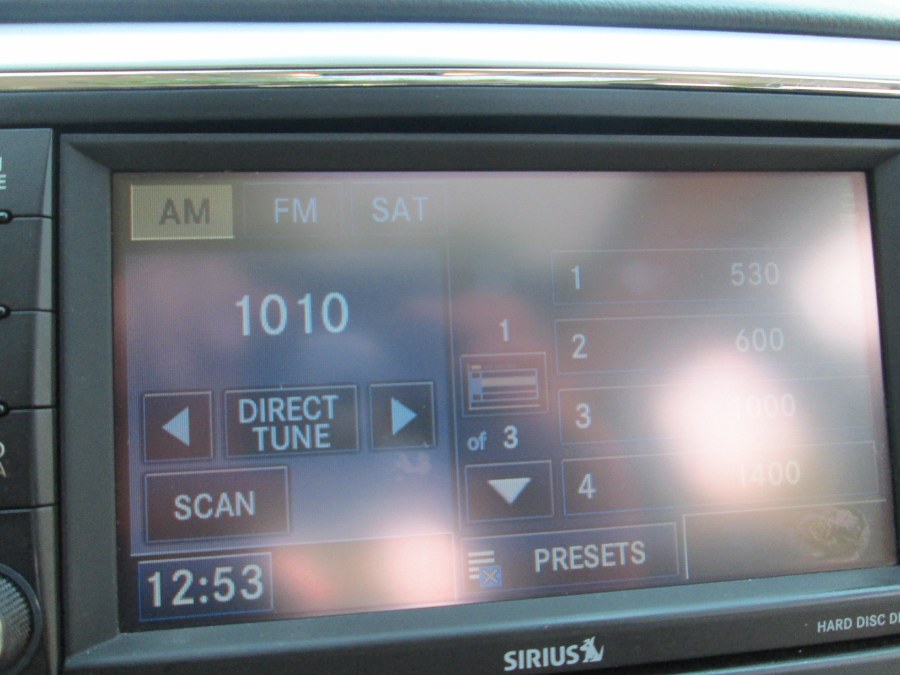 AM FM SAT
1010
DIRECT
TUNE
SCAN
12:53
1
of 3
1 530
2 600
3
4 1400
PRESETS
SIRIUS
HARD DISC